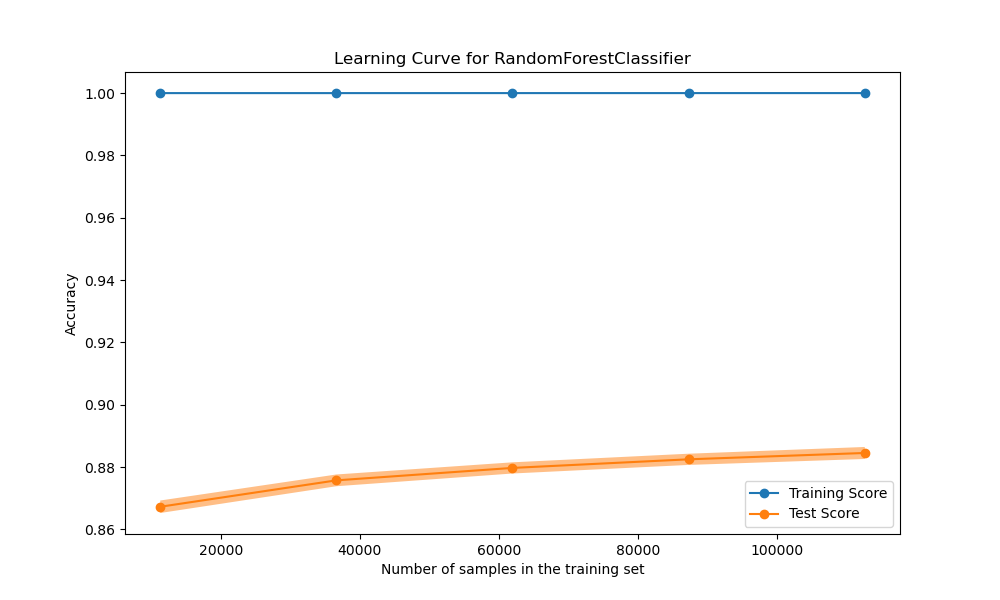 Learning Curve for RandomForestClassifier
1.00
0.98
0.96
0.94
0.92
0.90
0.88
0.86
Accuracy
Training Score
Test Score
20000 40000 60000 80000 100000
Number of samples in the training set